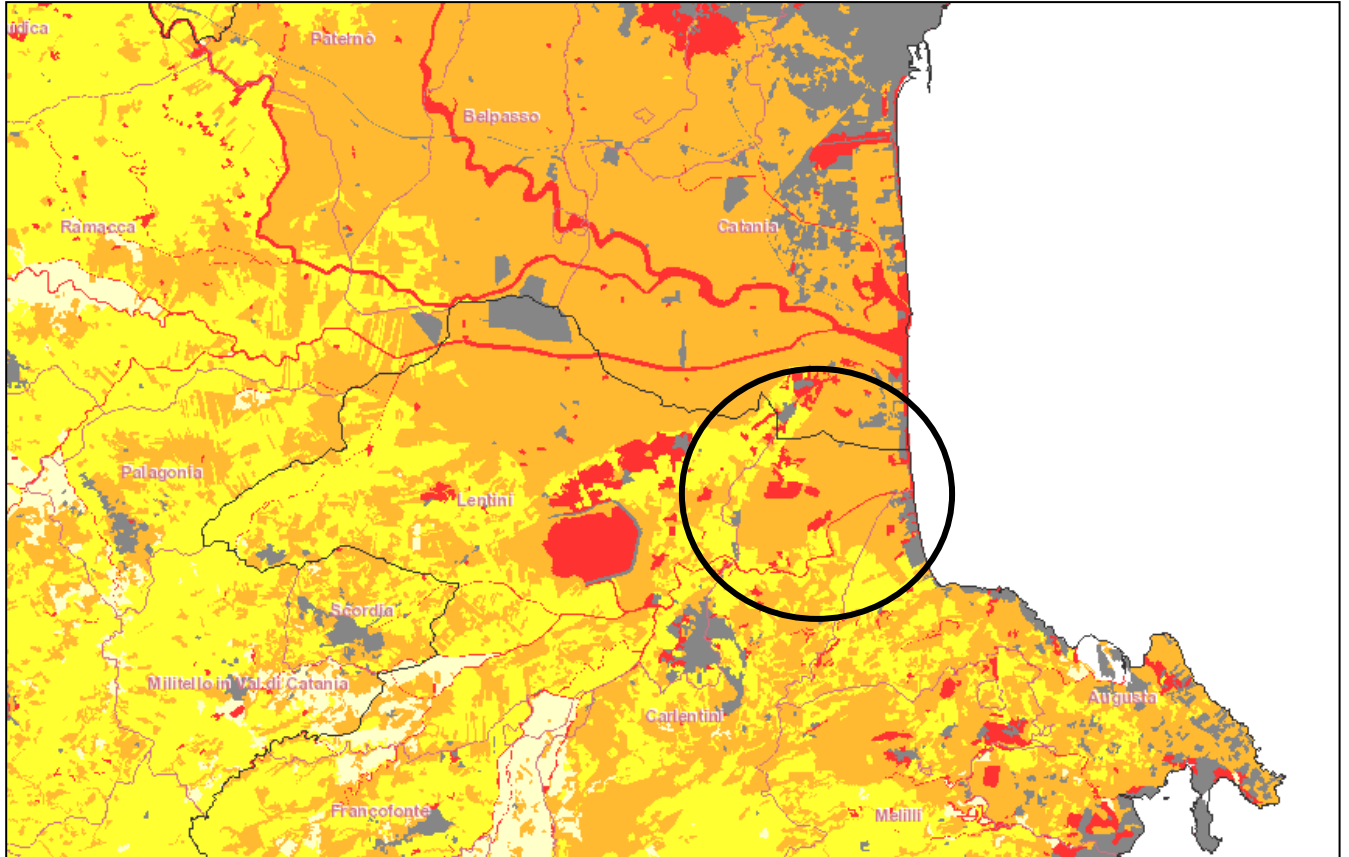 Paternò
Belpasso
Ramacca
Catania
Palagonia
Lentini
Scordia
Militello in Val di Catania
Carlentini
Augusta
Francofonte
Melilli